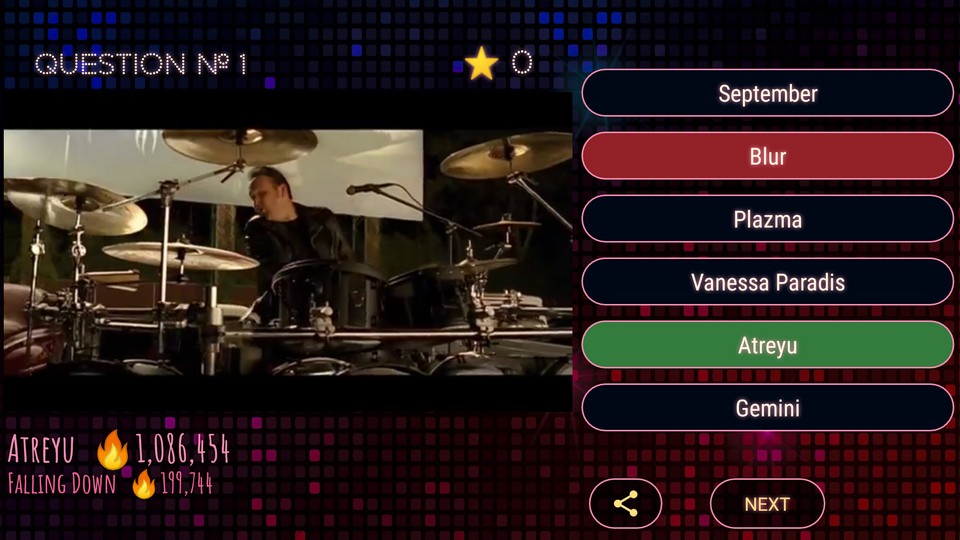 QUESTION № 1
0
September
Blur
Plazma
Vanessa Paradis
Atreyu
Gemini
Atreyu 1,086,454
Falling Down 199,744
NEXT